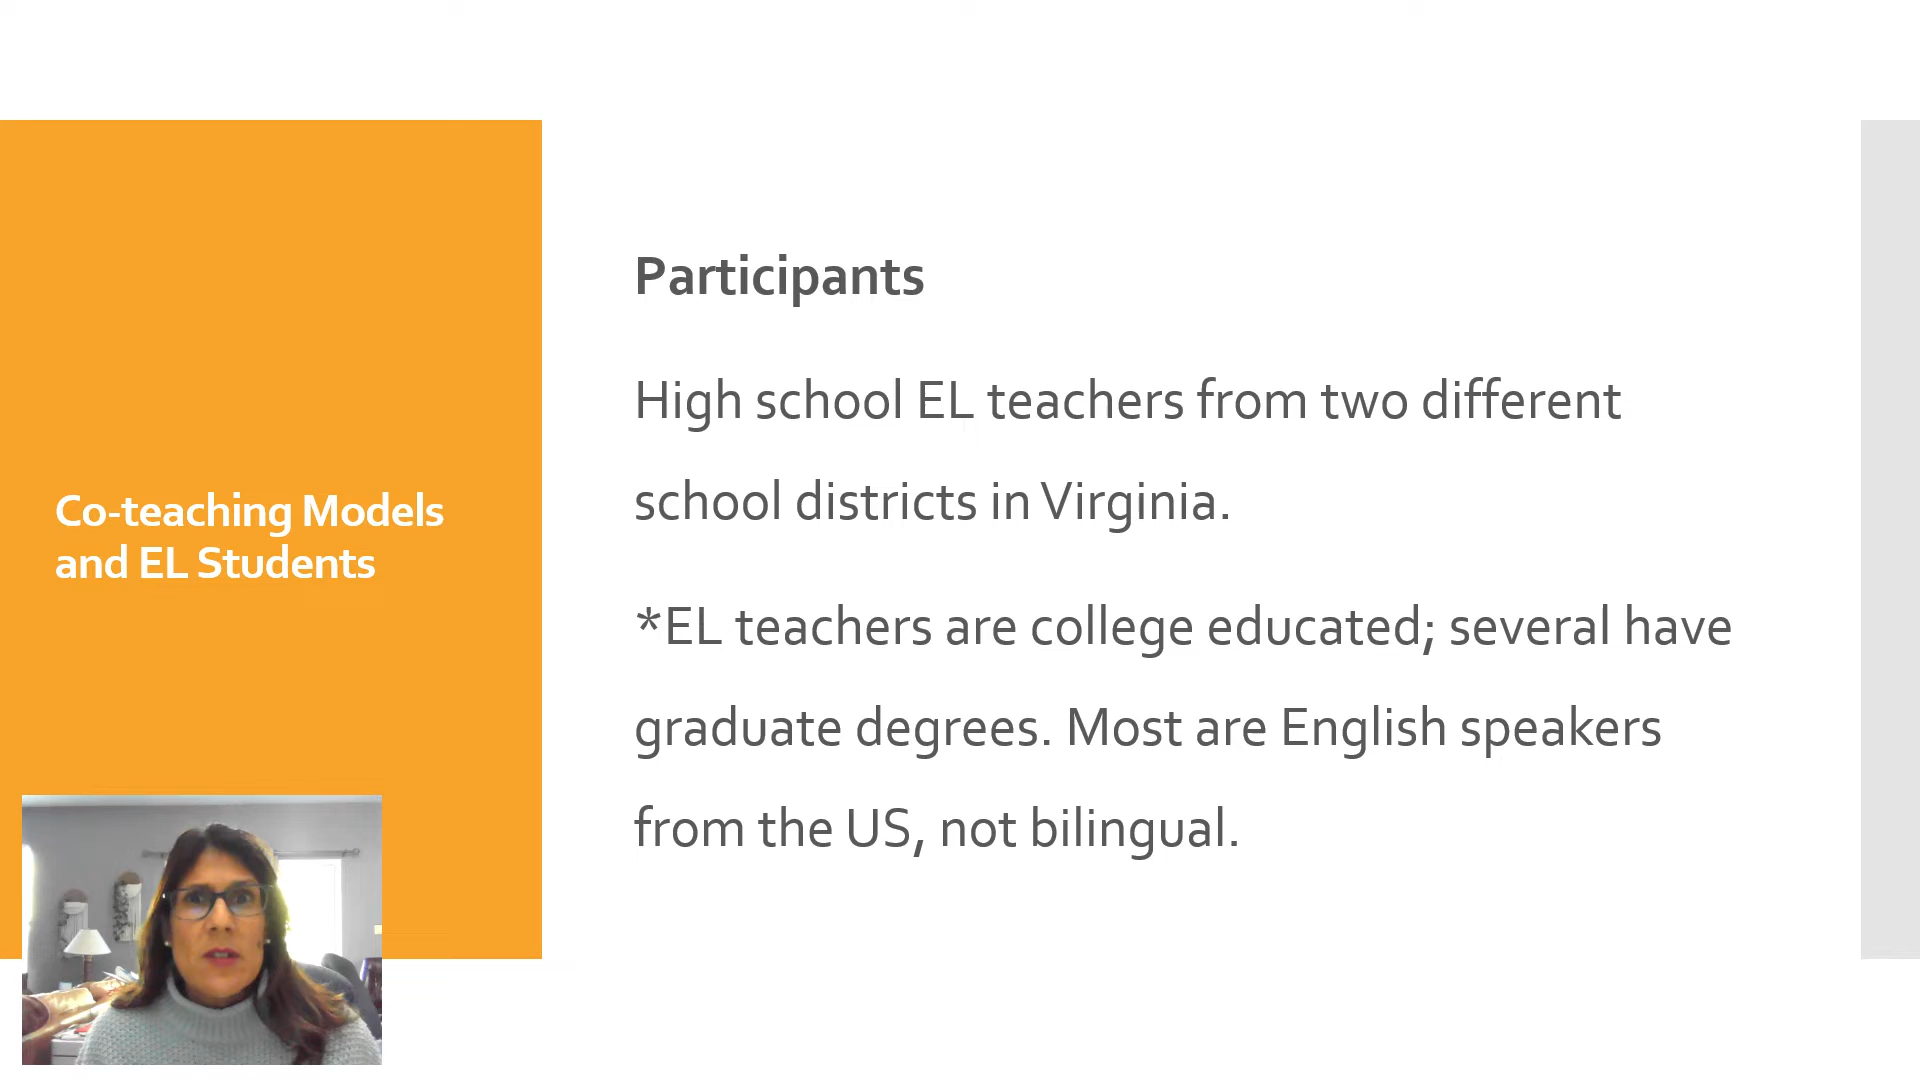 Co-teaching Models
and EL Students
Participants
High school EL teachers from two different
school districts in Virginia.
*EL teachers are college educated; several have
graduate degrees. Most are English speakers
from the US, not bilingual.